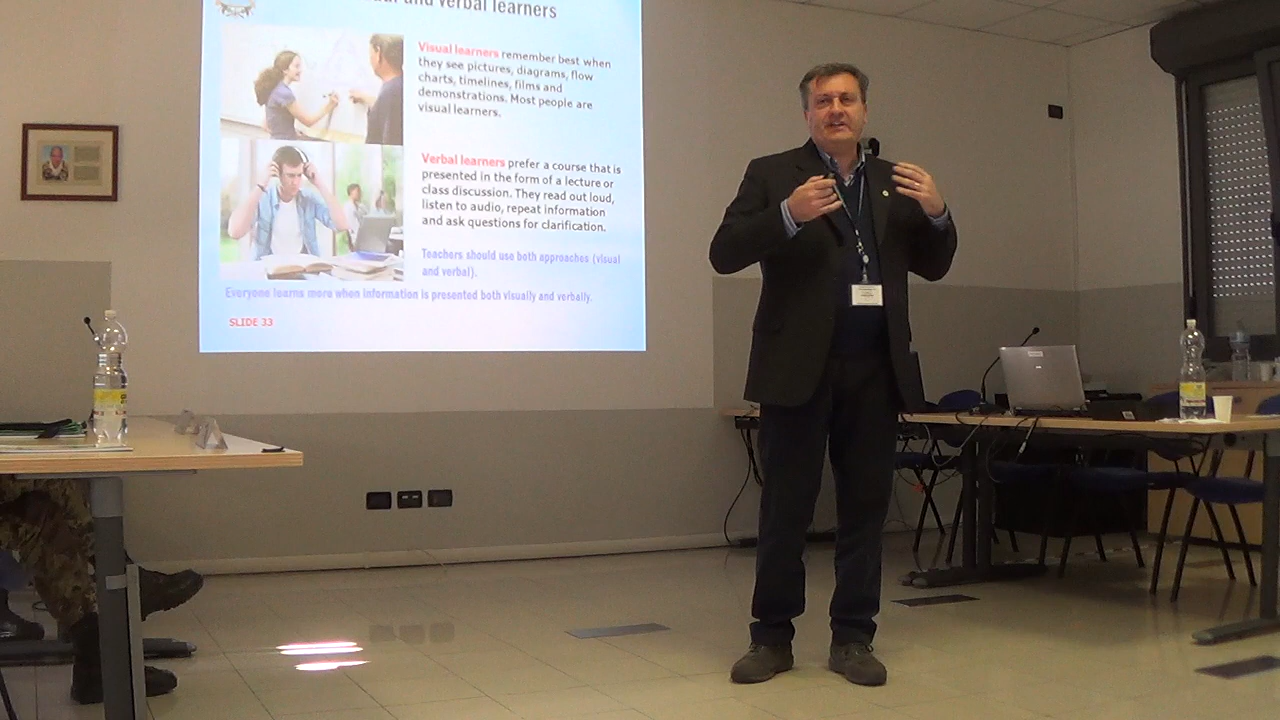 and verbal learners
Visual learners remember best when
they see pictures, diagrams, flow
charts, timelines, films and
demonstrations. Most people are
visual learners.
Verbal learners prefer a course that is
presented in the form of a lecture or
class discussion. They read out loud,
listen to audio, repeat information
and ask questions for clarification.
Teachers should use both approaches (visual
and verbal).
Everyone learns more when information is presented both visually and verbally.
SLIDE 33